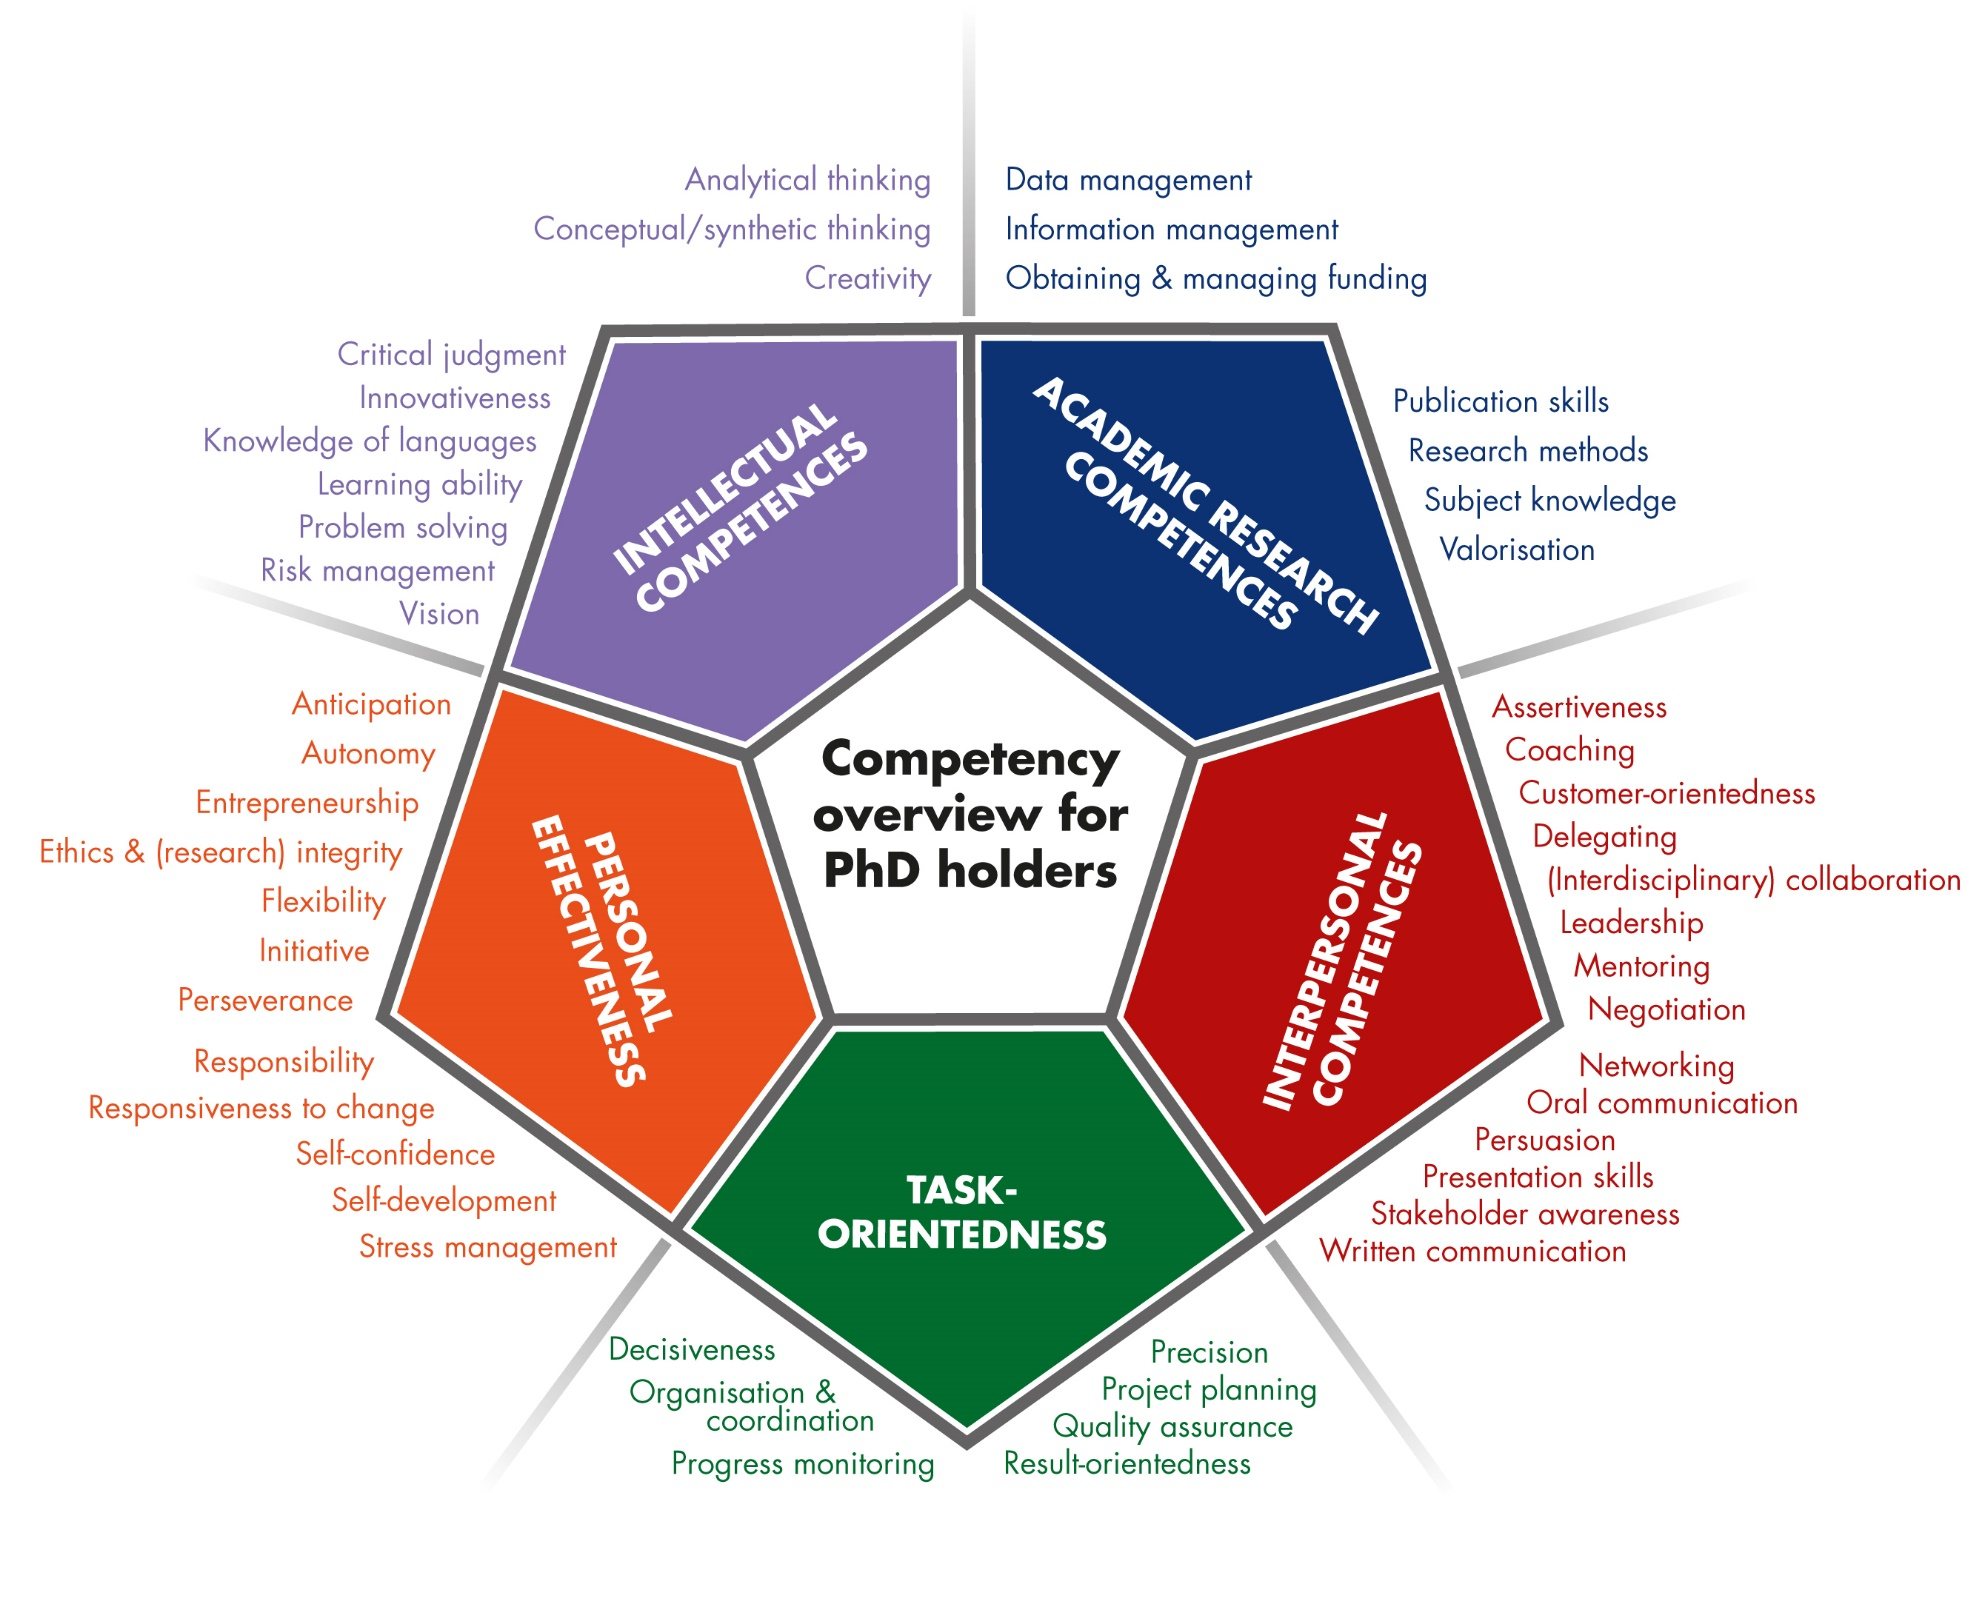 Analytical thinking
Conceptual/synthetic thinking
Creativity
Critical judgment
Innovativeness
Knowledge of languages
Learning ability
Problem solving
Risk management
Vision
INTELLECTUAL
COMPETENCES
Data management
Information management
Obtaining & managing funding
Publication skills
Research methods
Subject knowledge
Valorisation
ACADEMIC RESEARCH
COMPETENCES
Competency
overview for
PhD holders
Anticipation
Autonomy
Entrepreneurship
Ethics & (research) integrity
Flexibility
Initiative
Perseverance
Responsibility
Responsiveness to change
Self-confidence
Self-development
Stress management
PERSONAL
EFFECTIVENESS
Assertiveness
Coaching
Customer-orientedness
Delegating
(Interdisciplinary) collaboration
Leadership
Mentoring
Negotiation
Networking
Oral communication
Persuasion
Presentation skills
Stakeholder awareness
Written communication
INTERPERSONAL
COMPETENCES
TASK-
ORIENTEDNESS
Decisiveness
Organisation &
coordination
Progress monitoring
Precision
Project planning
Quality assurance
Result-orientedness